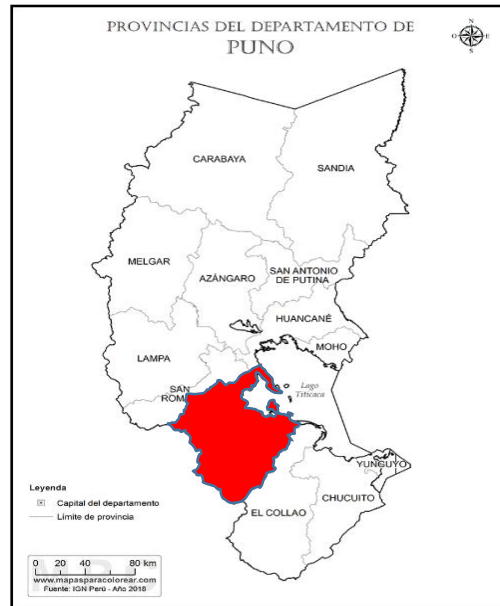 PROVINCIAS DEL DEPARTAMENTO DE
PUNO
N
O E
S
CARABAYA
SANDIA
MELGAR
AZÁNGARO
SAN ANTONIO
DE PUTINA
HUANCANÉ
MOHO
LAMPA
Lago
Titicaca
SAN
ROM
YUNGUYO
CHUCUITO
EL COLLAO
Leyenda
Capital del departamento
Límite de provincia
0 20 40 80 km
www.mapasparacolorear.com
Fuente: IGN Perú - Año 2018